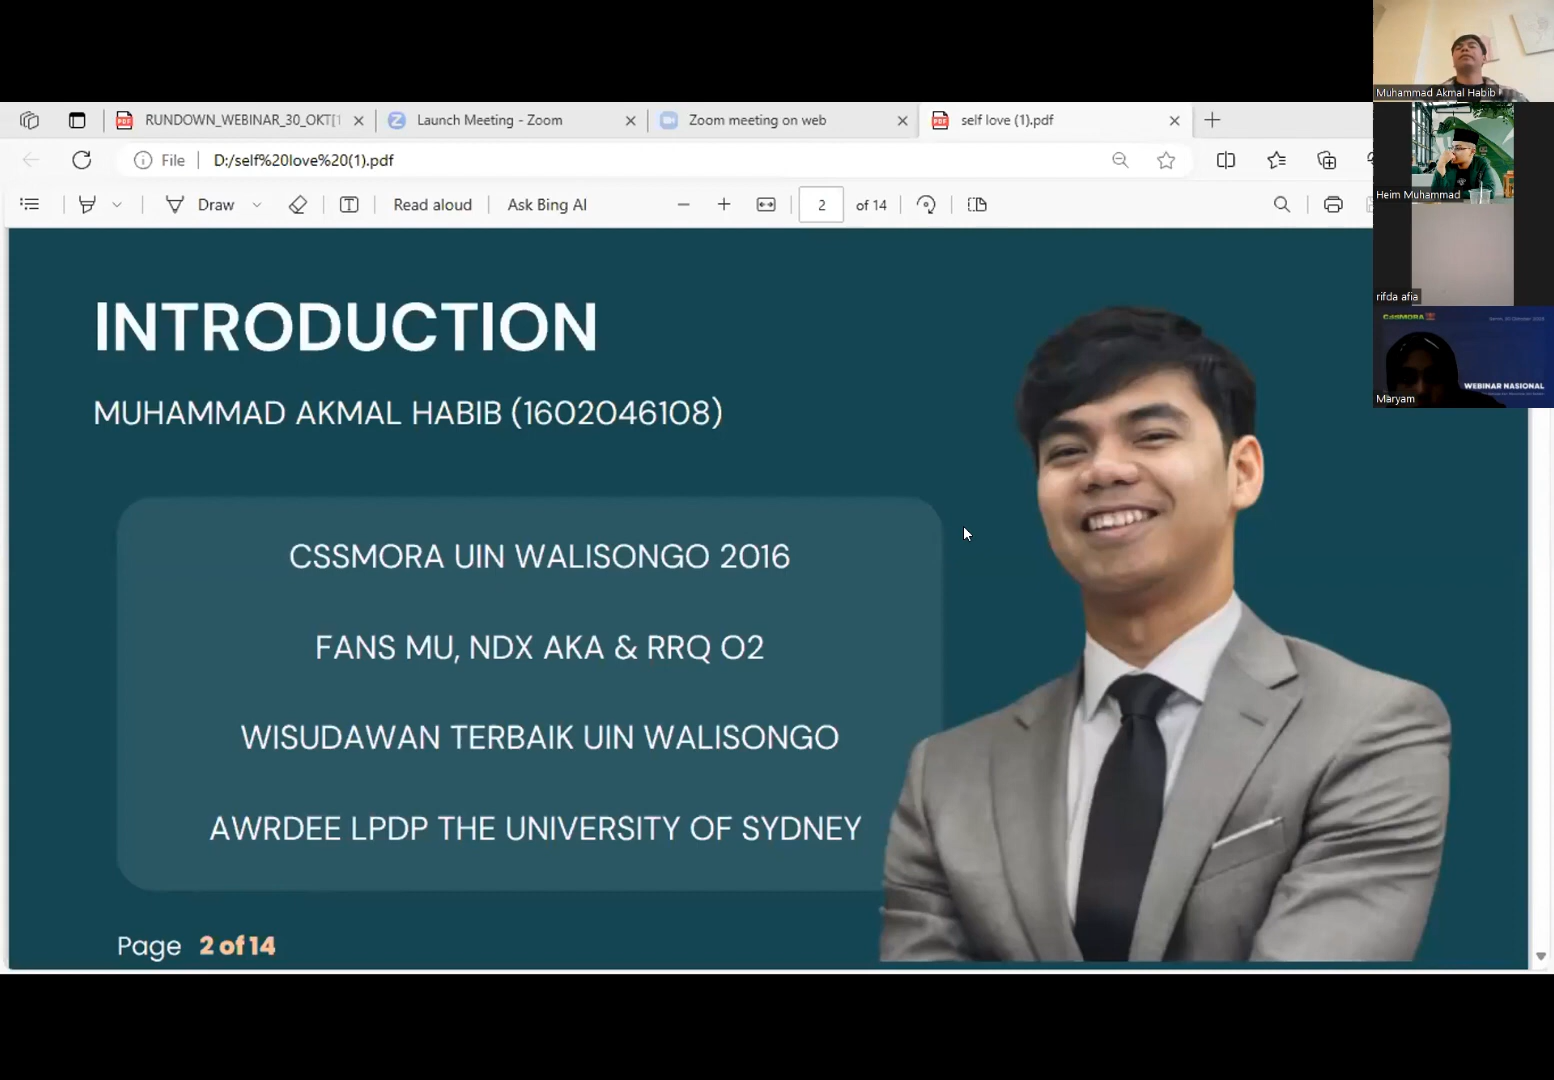 RUNDOWN_WEBINAR_30_OKT[1
Launch Meeting - Zoom
Zoom meeting on web
self love (1).pdf
File
D:/self%20love%20(1).pdf
Draw
Read aloud
Ask Bing AI
2
of 14
INTRODUCTION
MUHAMMAD AKMAL HABIB (1602046108)
CSSMORA UIN WALISONGO 2016
FANS MU, NDX AKA & RRQ O2
WISUDAWAN TERBAIK UIN WALISONGO
AWRDEE LPDP THE UNIVERSITY OF SYDNEY
Page 2 of 14
Muhammad Akmal Habib
Heim Muhammad
rifda afia
CSSMORA
WEBINAR NASIONAL
Maryam